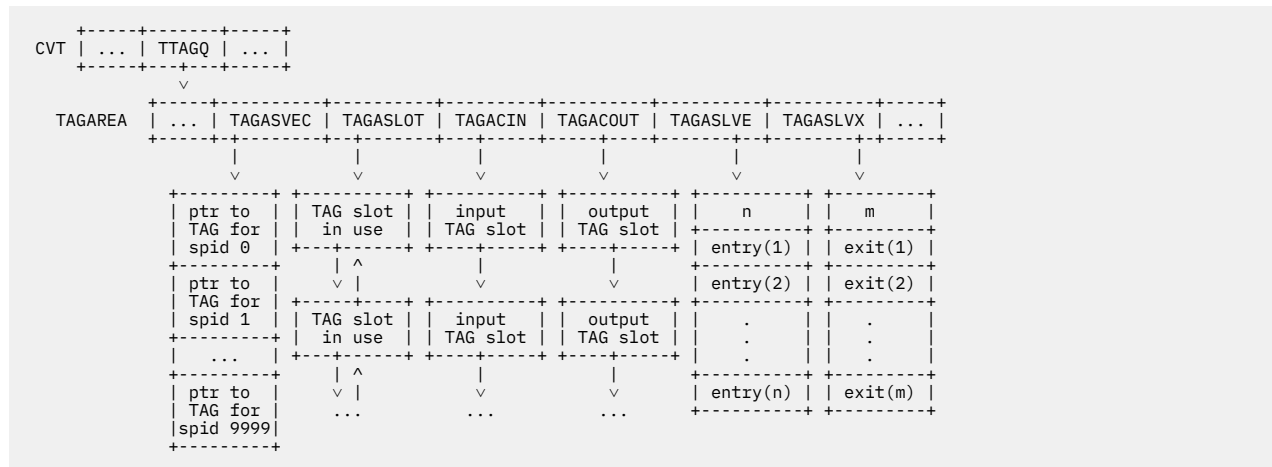 CVT | ... | TTAGQ | ... |
TAGAREA | ... | TAGASVEC | TAGASLOT | TAGACIN | TAGACOUT | TAGASLVE | TAGASLVX | ... |
| ptr to | | TAG slot | | input | | output | | n | | m |
| TAG for | | in use | | TAG slot | | TAG slot |
| spid 0 | | entry(1) | | exit(1) |
| ptr to | | entry(2) | | exit(2) |
| TAG for |
| spid 1 | | TAG slot | | input | | output | | . | | . |
| in use | | TAG slot | | TAG slot | | . | | . |
| ... | | . | | . |
| ptr to | | entry(n) | | exit(m) |
| TAG for | ... ... ...
|spid 9999|